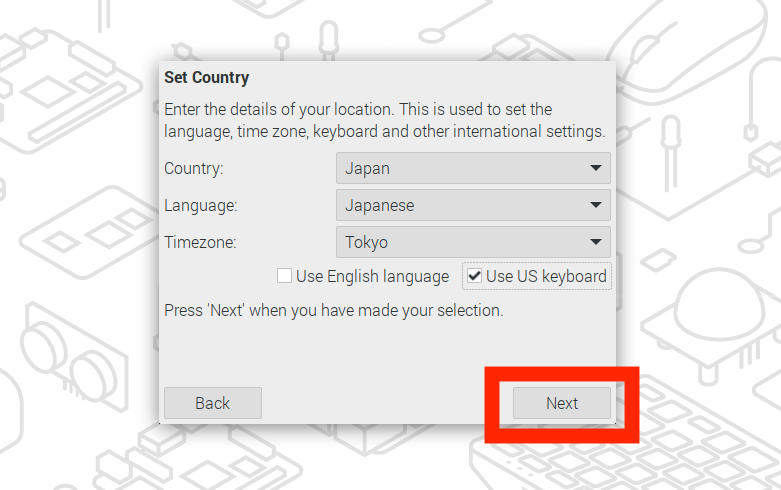 Set Country
Enter the details of your location. This is used to set the
language, time zone, keyboard and other international settings.
Country: Japan
Language: Japanese
Timezone: Tokyo
Use English language Use US keyboard
Press 'Next' when you have made your selection.
Back Next